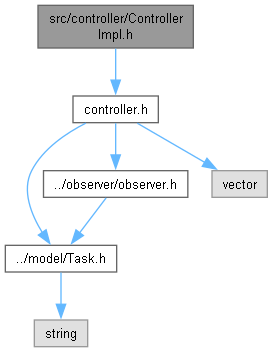 src/controller/Controller
Impl.h
controller.h
../observer/observer.h
vector
../model/Task.h
string